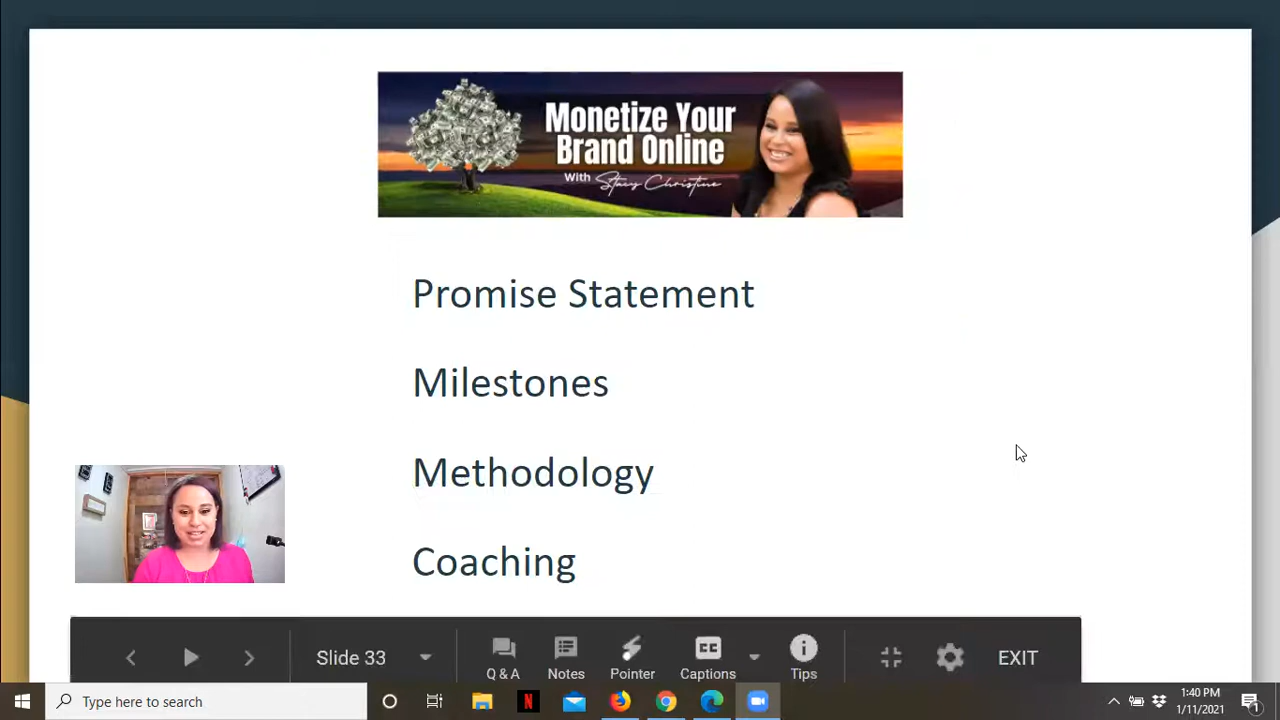 Monetize Your
Brand Online
With Stacy Christine
Promise Statement
Milestones
Methodology
Coaching
Slide 33
Q & A
Notes
Pointer
CC
Captions
Tips
EXIT
Type here to search
1:40 PM
1/11/2021